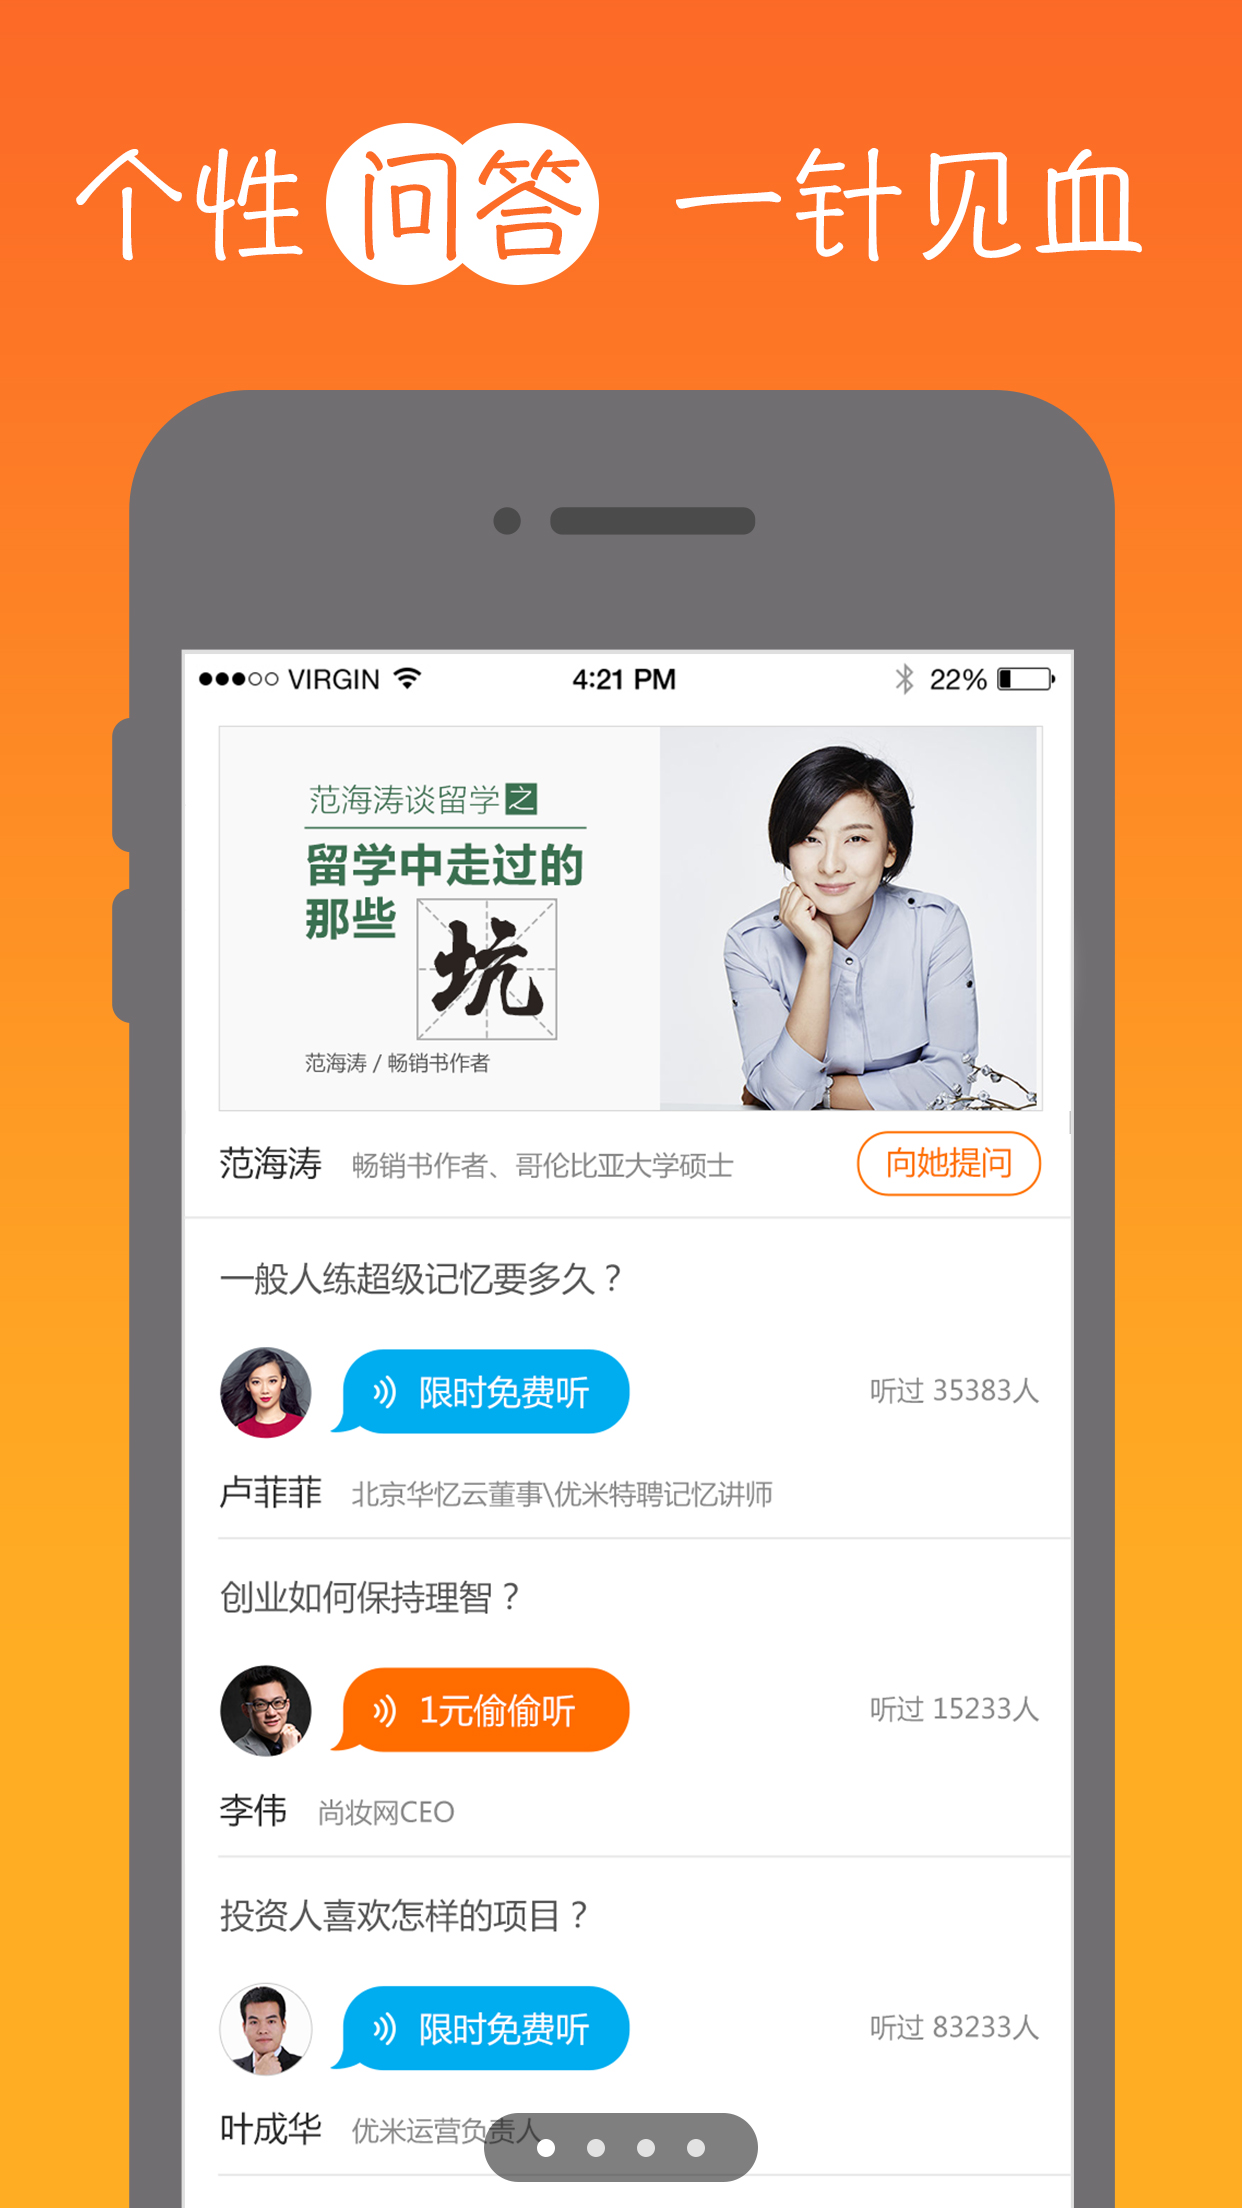 个性问答 一针见血
VIRGIN 4:21 PM 22%
范海涛谈留学之
留学中走过的
那些
坑
范海涛 / 畅销书作者
范海涛 畅销书作者、哥伦比亚大学硕士 向她提问
一般人练超级记忆要多久？
限时免费听 听过 35383人
卢菲菲 北京华忆云董事\优米特聘记忆讲师
创业如何保持理智？
1元偷偷听 听过 15233人
李伟 尚妆网CEO
投资人喜欢怎样的项目？
限时免费听 听过 83233人
叶成华 优米运营负责人